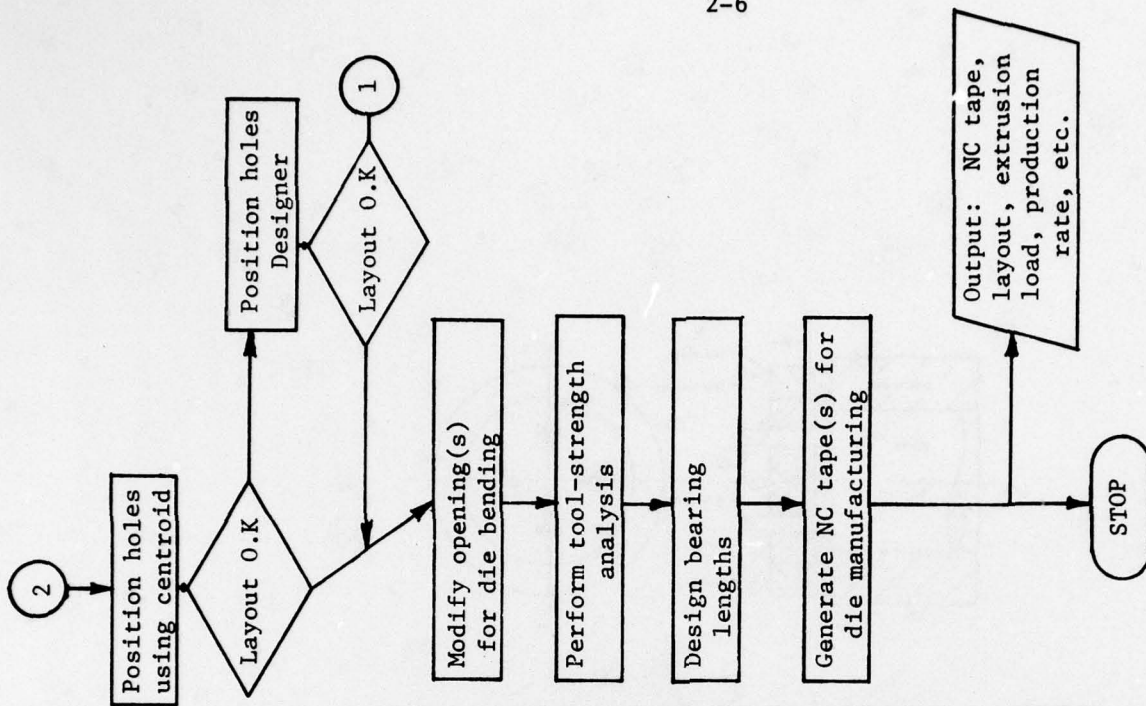 2-6
2
Position holes
using centroid
Layout O.K
Position holes
Designer
Layout O.K
1
Modify opening(s)
for die bending
Perform tool-strength
analysis
Design bearing
lengths
Generate NC tape(s) for
die manufacturing
Output: NC tape,
layout, extrusion
load, production
rate, etc.
STOP